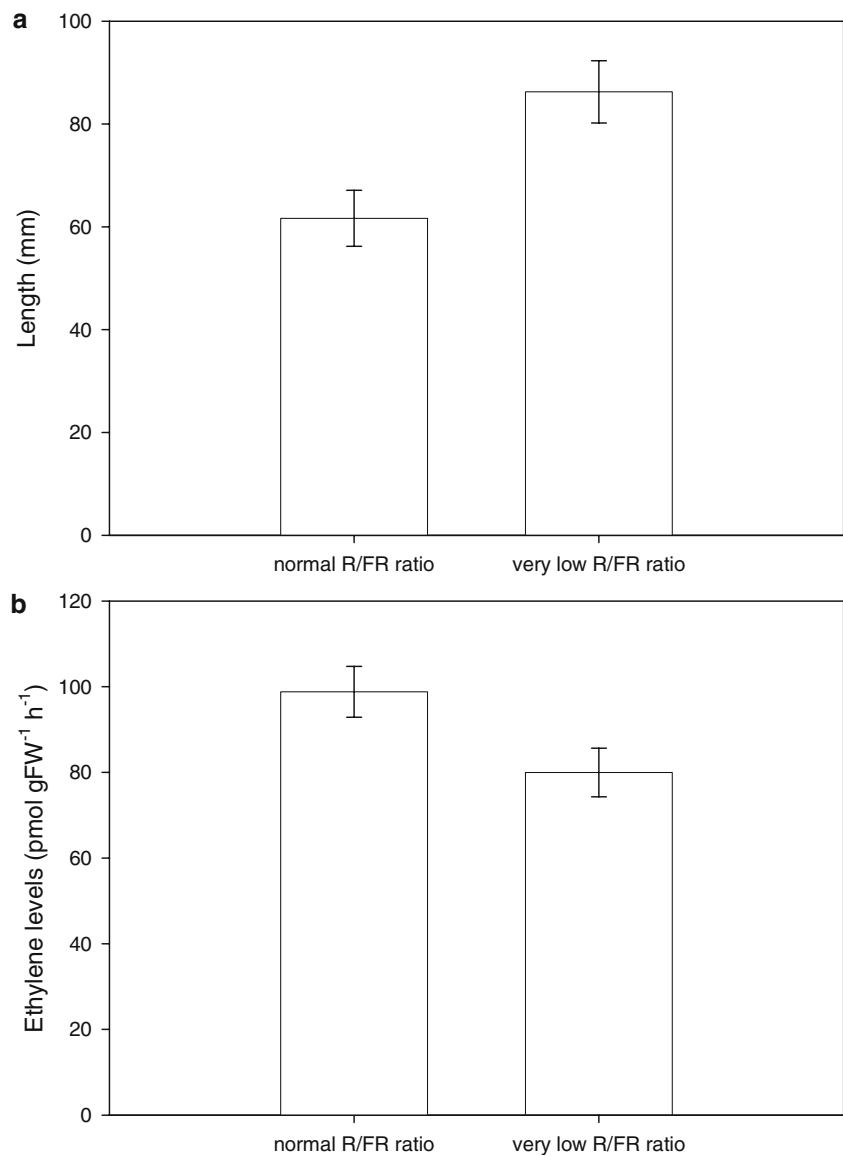 a
100
80
60
40
20
0
Length (mm)
normal R/FR ratio
very low R/FR ratio
b
120
100
80
60
40
20
0
Ethylene levels (pmol gFW⁻¹ h⁻¹)
normal R/FR ratio
very low R/FR ratio